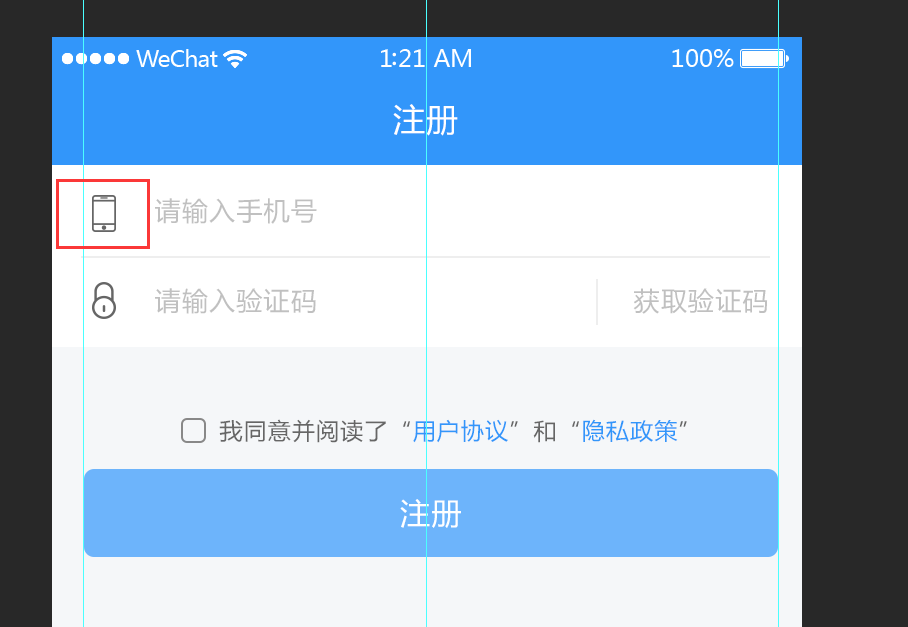 WeChat 1:21 AM 100%
注册
请输入手机号
请输入验证码 获取验证码
我同意并阅读了“用户协议”和“隐私政策”
注册